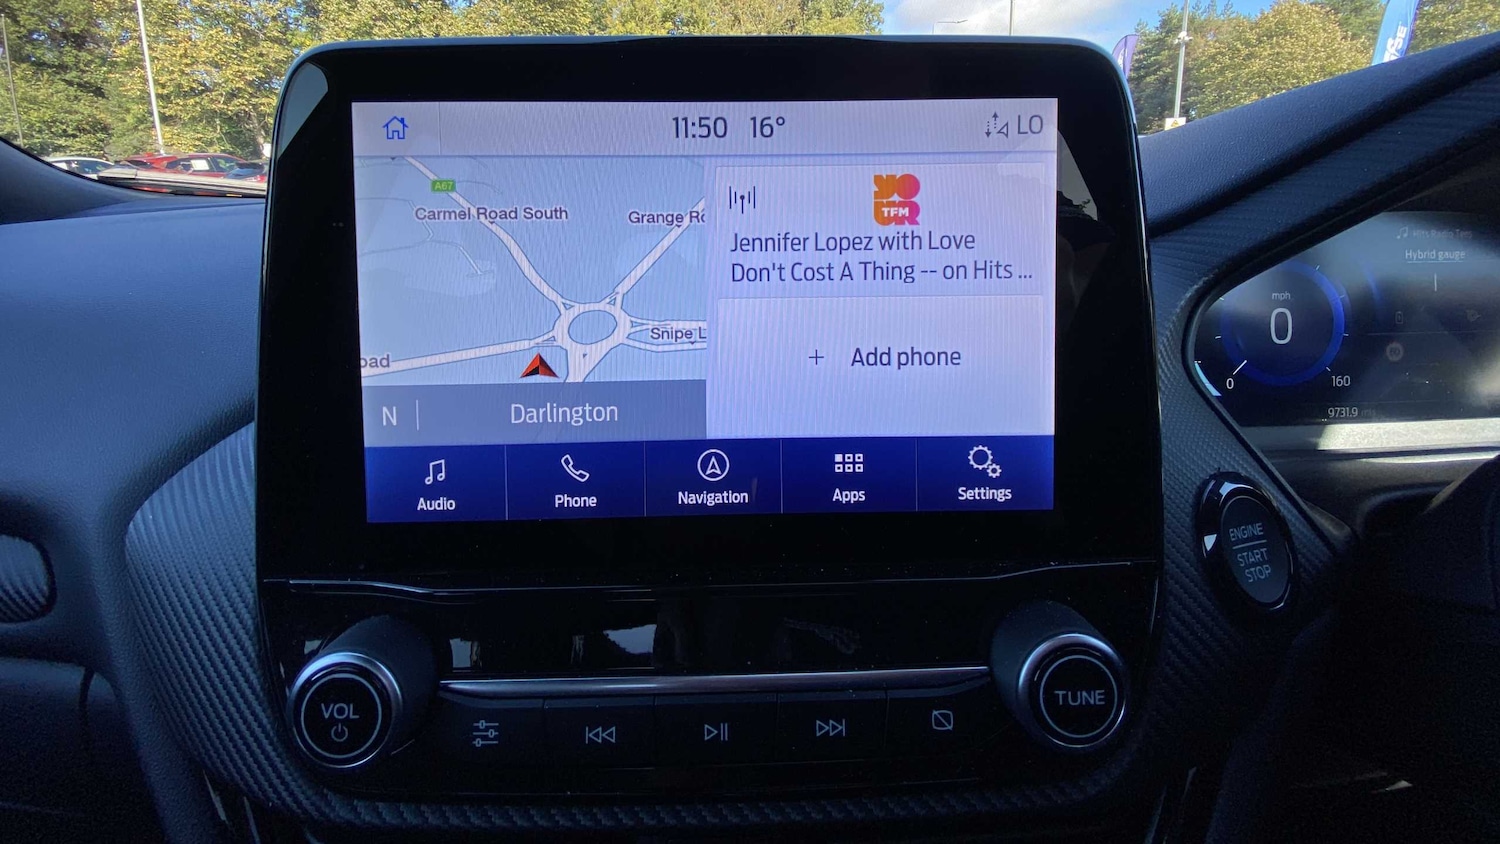 11:50 16° LO
A67
Carmel Road South
Grange Ro
Snipe L
oad
N Darlington
YOUR
TFM
Jennifer Lopez with Love
Don't Cost A Thing -- on Hits ...
+ Add phone
Audio
Phone
Navigation
Apps
Settings
VOL
TUNE
ENGINE
START
STOP
Hybrid gauge
mph
0
0
160
9731.9